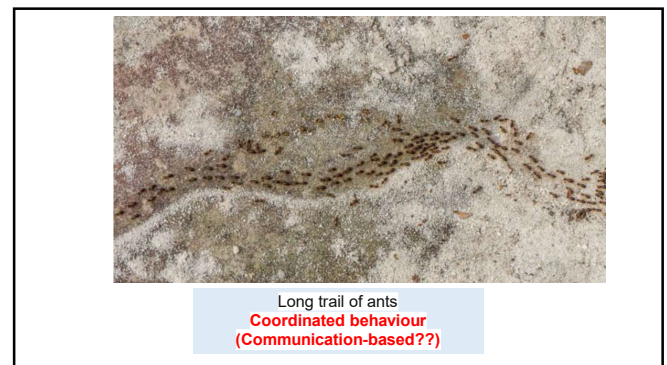 Long trail of ants
Coordinated behaviour
(Communication-based??)